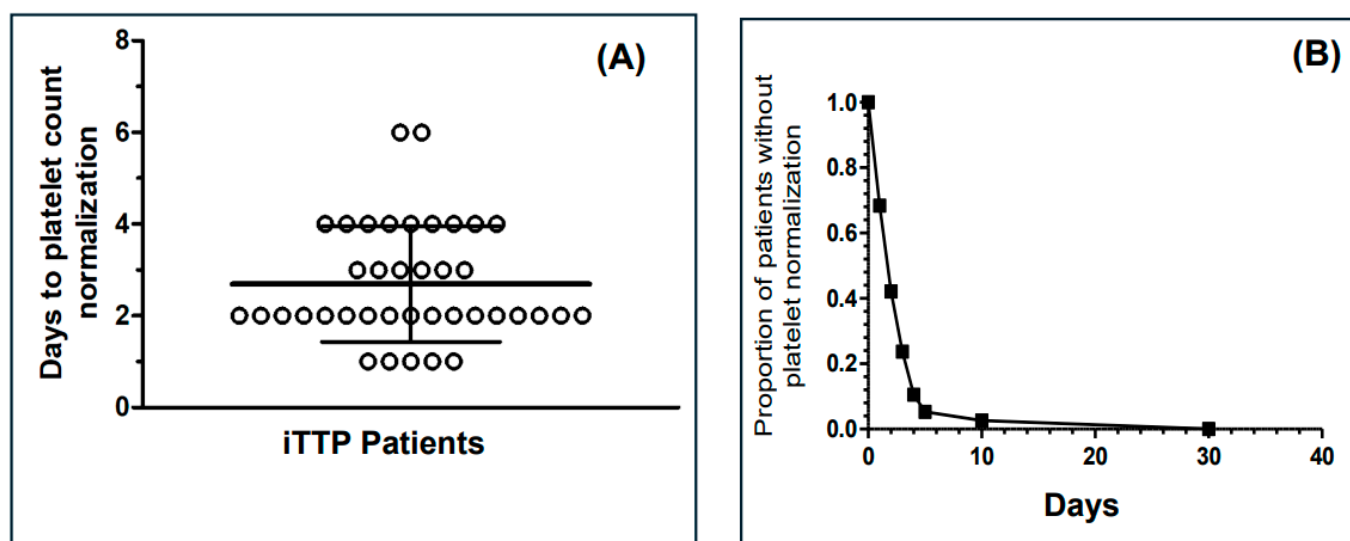 (A)
Days to platelet count
normalization
8
6
4
2
0
iTTP Patients
(B)
Proportion of patients without
platelet normalization
1.0
0.8
0.6
0.4
0.2
0.0
0 10 20 30 40
Days